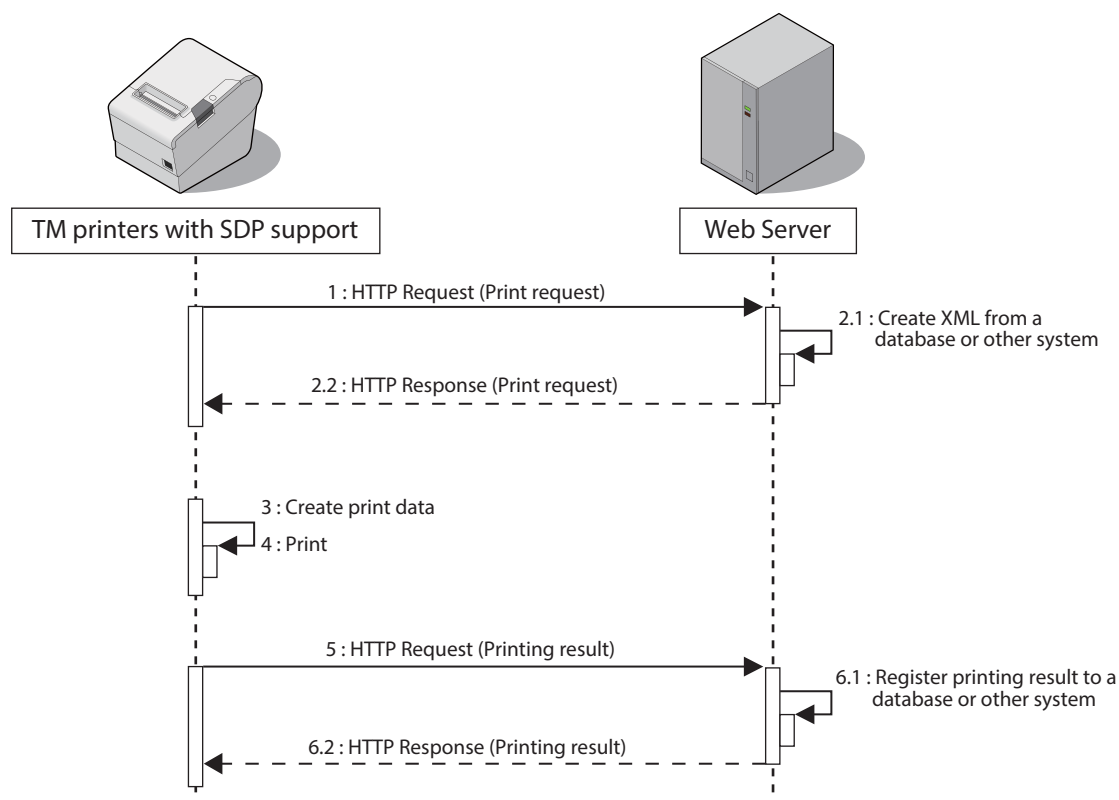 TM printers with SDP support
Web Server
1 : HTTP Request (Print request)
2.1 : Create XML from a
database or other system
2.2 : HTTP Response (Print request)
3 : Create print data
4 : Print
5 : HTTP Request (Printing result)
6.1 : Register printing result to a
database or other system
6.2 : HTTP Response (Printing result)